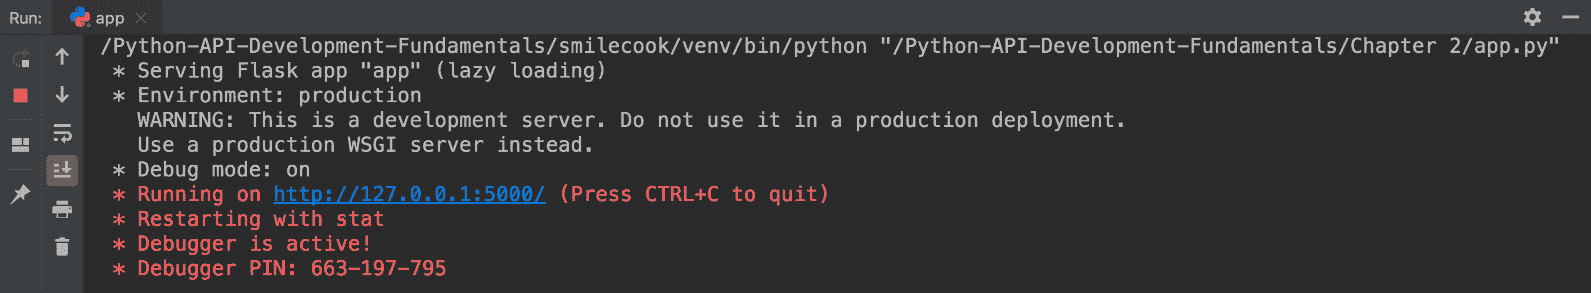 Run: app
/Python-API-Development-Fundamentals/smilecook/venv/bin/python "/Python-API-Development-Fundamentals/Chapter 2/app.py"
* Serving Flask app "app" (lazy loading)
* Environment: production
WARNING: This is a development server. Do not use it in a production deployment.
Use a production WSGI server instead.
* Debug mode: on
* Running on http://127.0.0.1:5000/ (Press CTRL+C to quit)
* Restarting with stat
* Debugger is active!
* Debugger PIN: 663-197-795